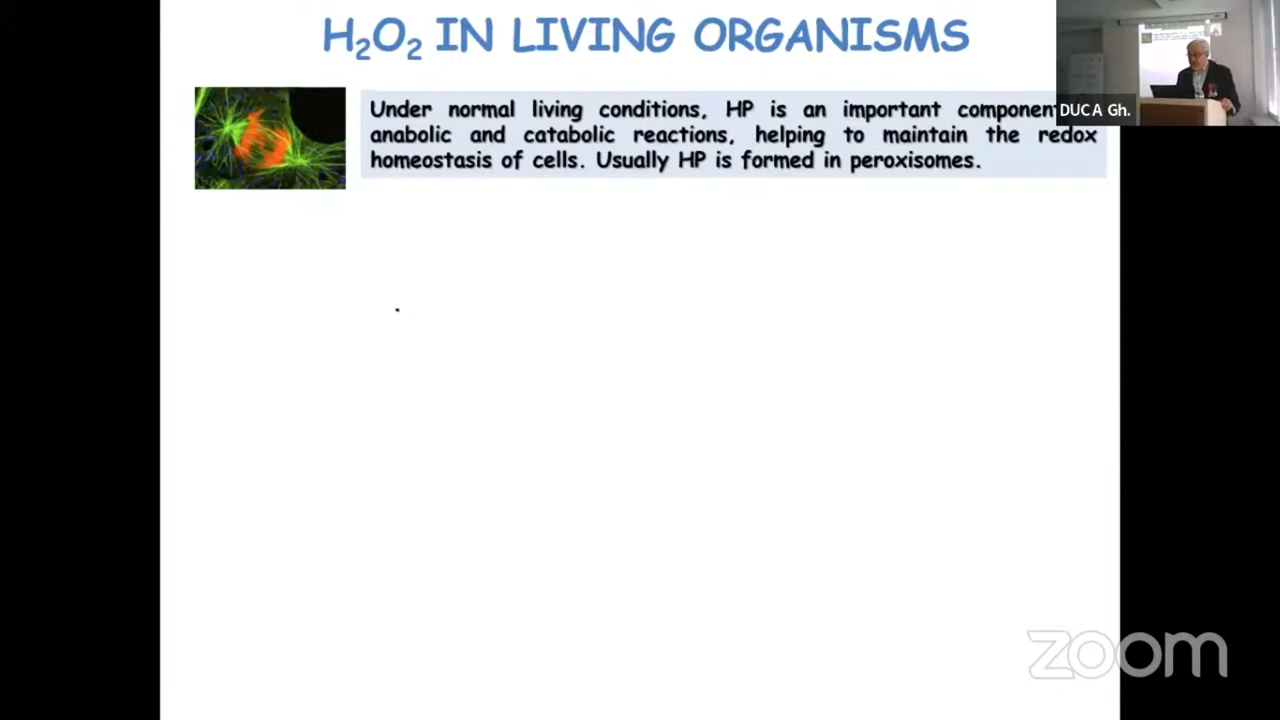 H₂O₂ IN LIVING ORGANISMS
Under normal living conditions, HP is an important component
anabolic and catabolic reactions, helping to maintain the redox
homeostasis of cells. Usually HP is formed in peroxisomes.
DUCA Gh.
zoom